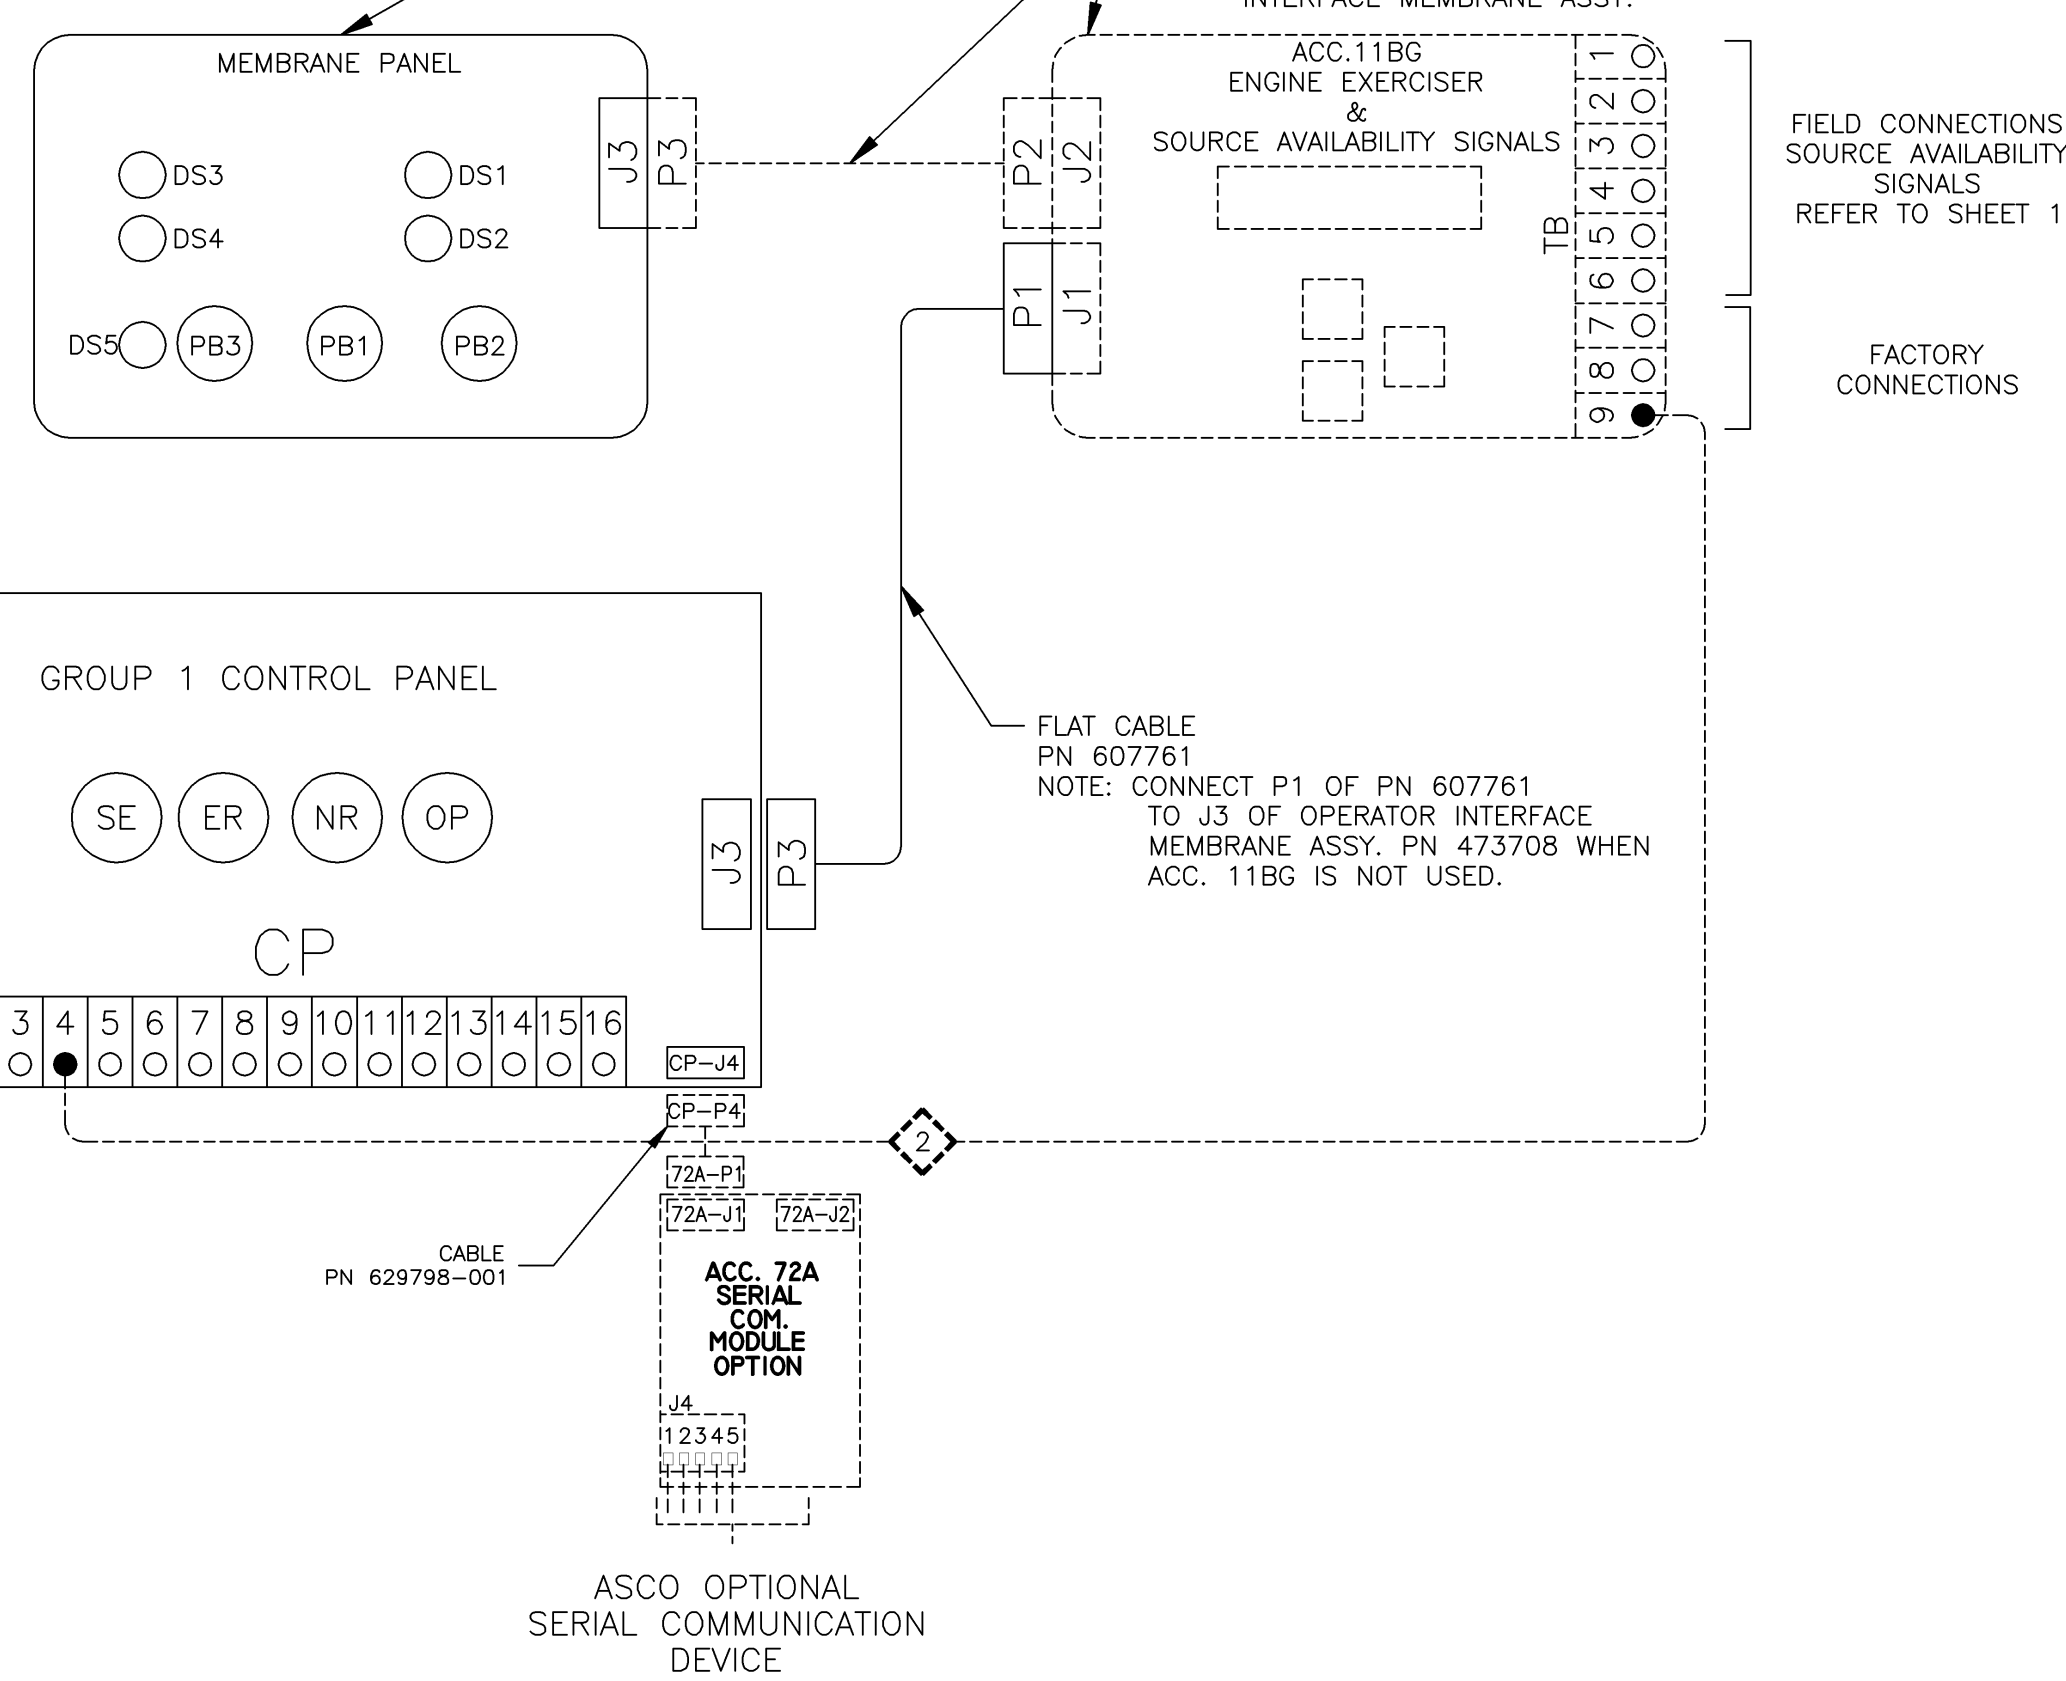 INTERFACE MEMBRANE ASSY.
MEMBRANE PANEL
DS3
DS1
DS4
DS2
DS5
PB3
PB1
PB2
J3
P3
P2
J2
P1
J1
ACC.11BG
ENGINE EXERCISER
&
SOURCE AVAILABILITY SIGNALS
TB
1
2
3
4
5
6
7
8
9
FIELD CONNECTIONS
SOURCE AVAILABILITY
SIGNALS
REFER TO SHEET 1
FACTORY
CONNECTIONS
GROUP 1 CONTROL PANEL
SE
ER
NR
OP
J3
P3
CP
3 4 5 6 7 8 9 10 11 12 13 14 15 16
FLAT CABLE
PN 607761
NOTE: CONNECT P1 OF PN 607761
TO J3 OF OPERATOR INTERFACE
MEMBRANE ASSY. PN 473708 WHEN
ACC. 11BG IS NOT USED.
CP-J4
CP-P4
2
72A-P1
72A-J1
72A-J2
CABLE
PN 629798-001
ACC. 72A
SERIAL
COM.
MODULE
OPTION
J4
12345
ASCO OPTIONAL
SERIAL COMMUNICATION
DEVICE